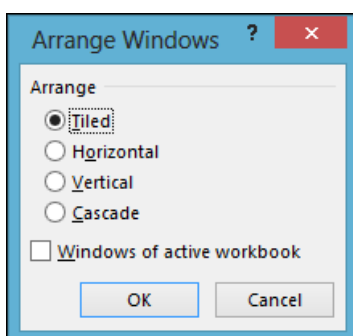 Arrange Windows ?
Arrange
Tiled
Horizontal
Vertical
Cascade
Windows of active workbook
OK Cancel